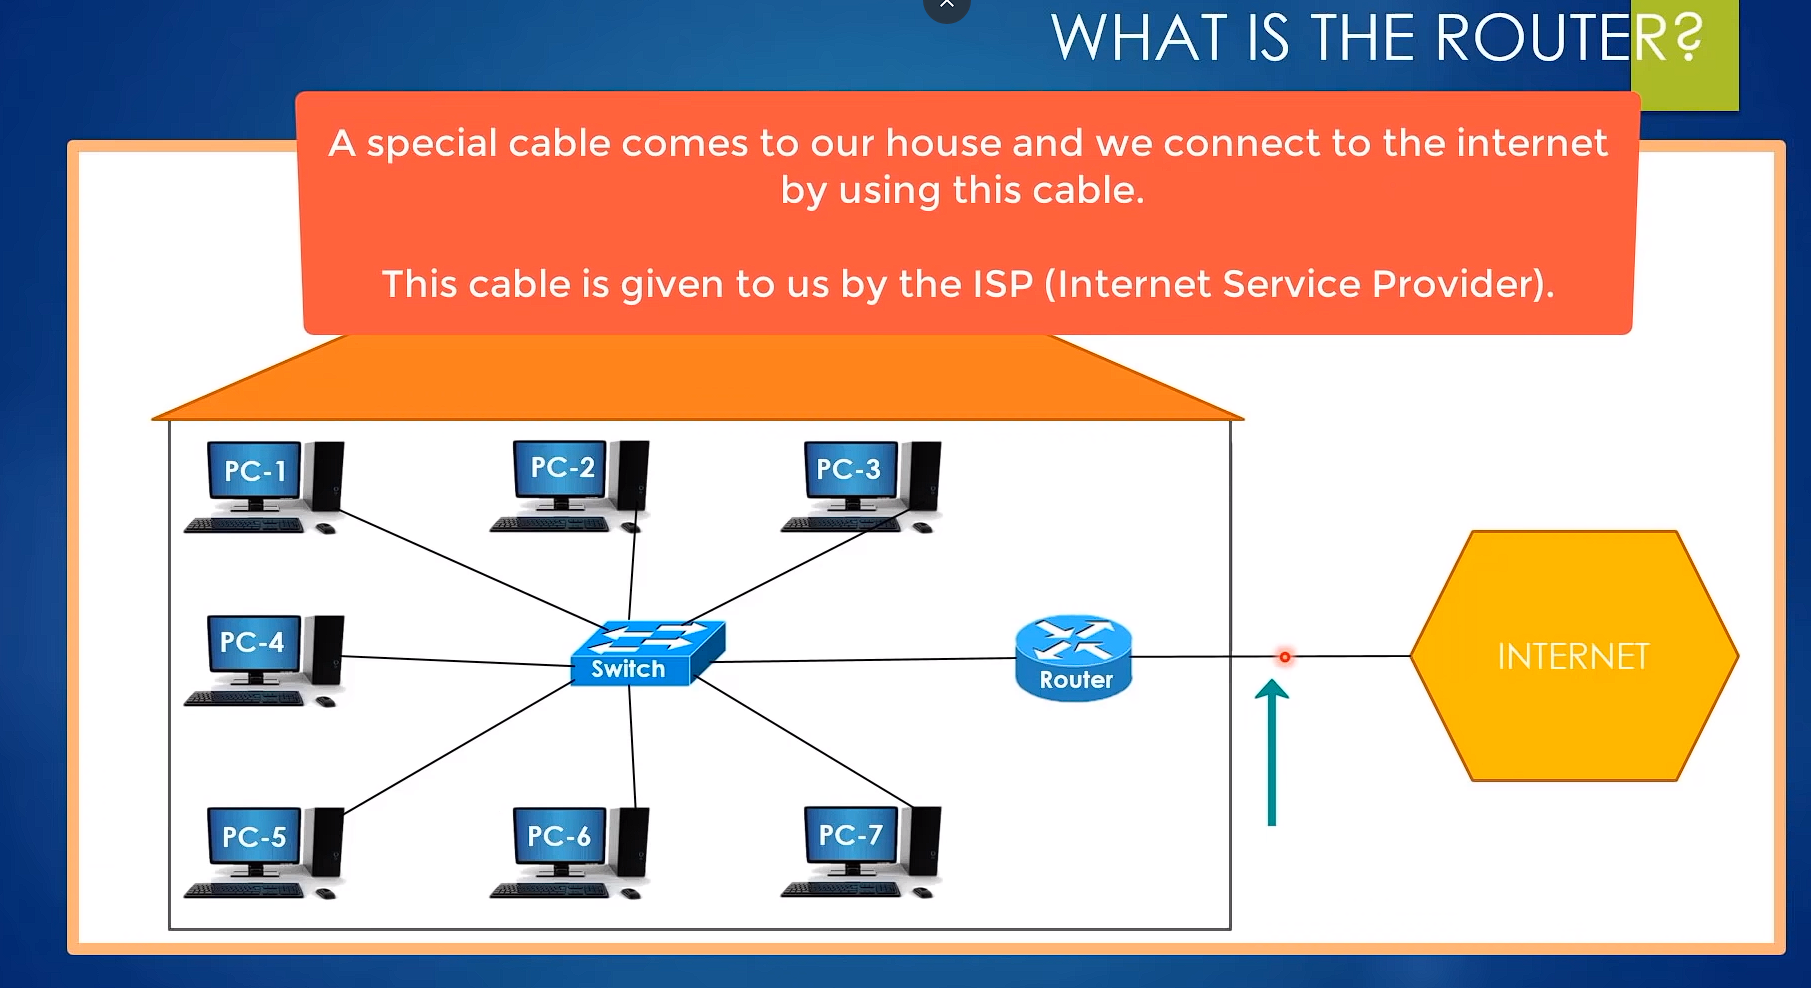 WHAT IS THE ROUTER?
A special cable comes to our house and we connect to the internet
by using this cable.
This cable is given to us by the ISP (Internet Service Provider).
PC-1
PC-2
PC-3
PC-4
Switch
Router
INTERNET
PC-5
PC-6
PC-7